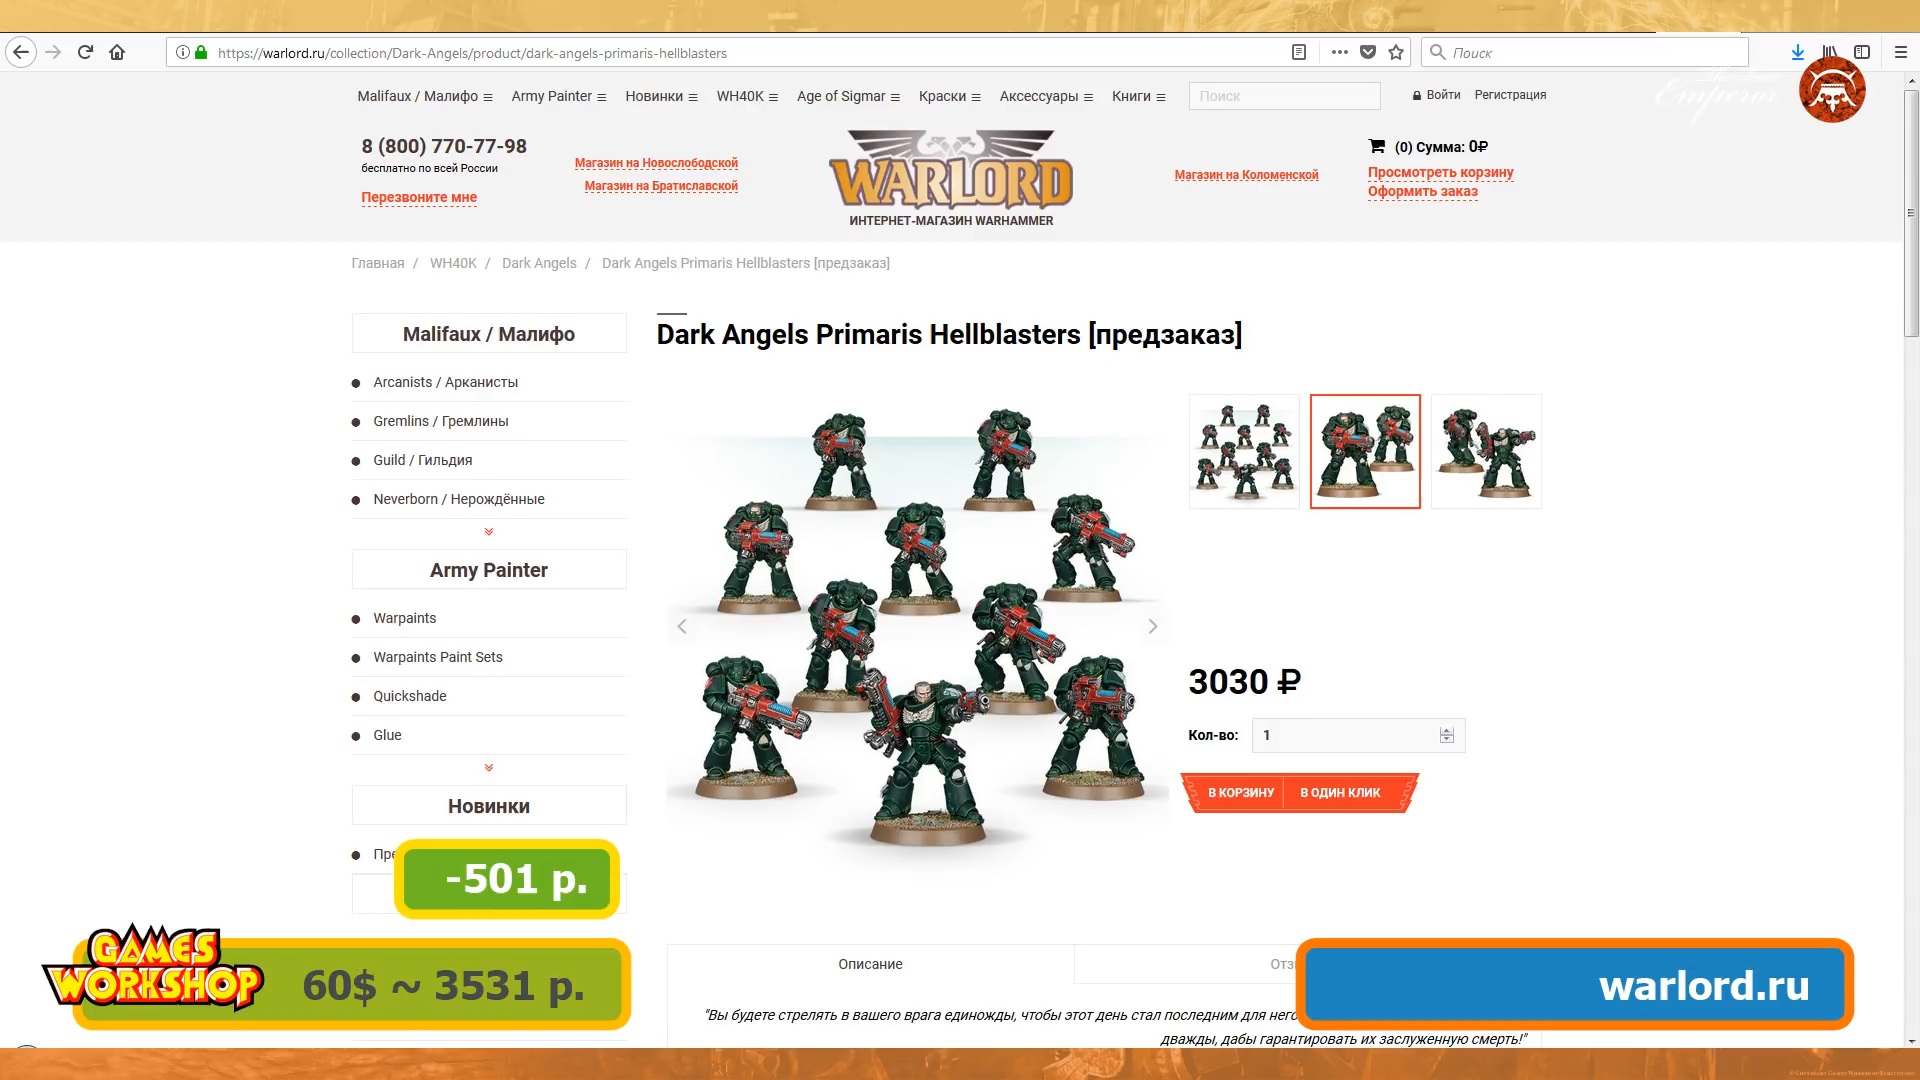 https://warlord.ru/collection/Dark-Angels/product/dark-angels-primaris-hellblasters
Поиск
Malifaux / Малифо
Army Painter
Новинки
WH40K
Age of Sigmar
Краски
Аксессуары
Книги
Поиск
Войти
Регистрация
Emperor
8 (800) 770-77-98
бесплатно по всей России
Перезвоните мне
Магазин на Новослободской
Магазин на Братиславской
WARLORD
ИНТЕРНЕТ-МАГАЗИН WARHAMMER
Магазин на Коломенской
(0) Сумма: 0₽
Просмотреть корзину
Оформить заказ
Главная / WH40K / Dark Angels / Dark Angels Primaris Hellblasters [предзаказ]
Malifaux / Малифо
Arcanists / Арканисты
Gremlins / Гремлины
Guild / Гильдия
Neverborn / Нерождённые
Army Painter
Warpaints
Warpaints Paint Sets
Quickshade
Glue
Новинки
Пре
Dark Angels Primaris Hellblasters [предзаказ]
3030 ₽
Кол-во: 1
В КОРЗИНУ
В ОДИН КЛИК
-501 р.
GAMES
WORKSHOP
60$ ~ 3531 р.
Описание
Отз
warlord.ru
"Вы будете стрелять в вашего врага единожды, чтобы этот день стал последним для него
дважды, дабы гарантировать их заслуженную смерть!"